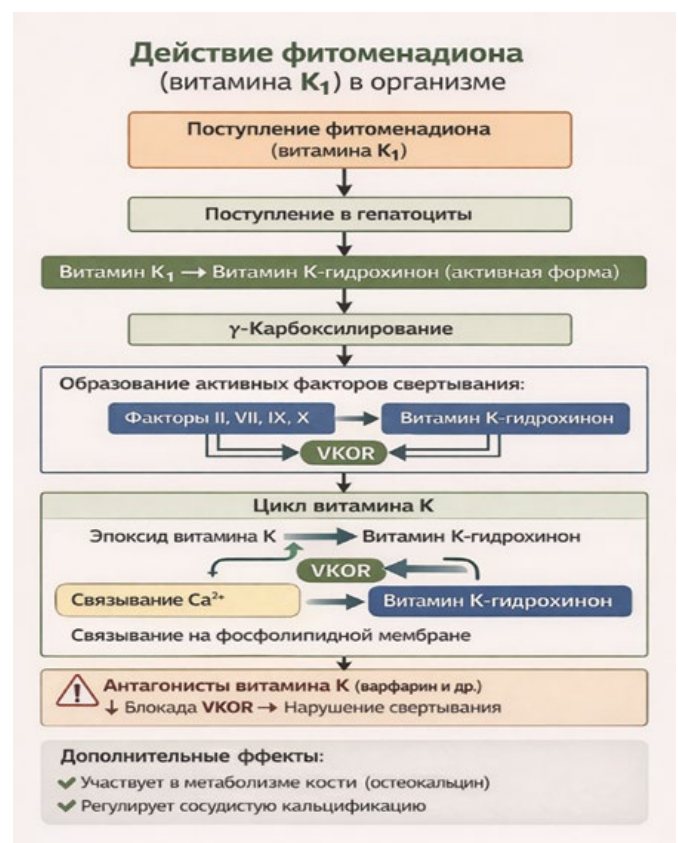 Действие фитоменадиона
(витамина K₁) в организме
Поступление фитоменадиона
(витамина K₁)
Поступление в гепатоциты
Витамин K₁ → Витамин К-гидрохинон (активная форма)
γ-Карбоксилирование
Образование активных факторов свертывания:
Факторы II, VII, IX, X
Витамин К-гидрохинон
VKOR
Цикл витамина К
Эпоксид витамина К
Витамин К-гидрохинон
VKOR
Связывание Ca²⁺
Витамин К-гидрохинон
Связывание на фосфолипидной мембране
Антагонисты витамина К (варфарин и др.)
↓ Блокада VKOR → Нарушение свертывания
Дополнительные ффекты:
✔ Участвует в метаболизме кости (остеокальцин)
✔ Регулирует сосудистую кальцификацию